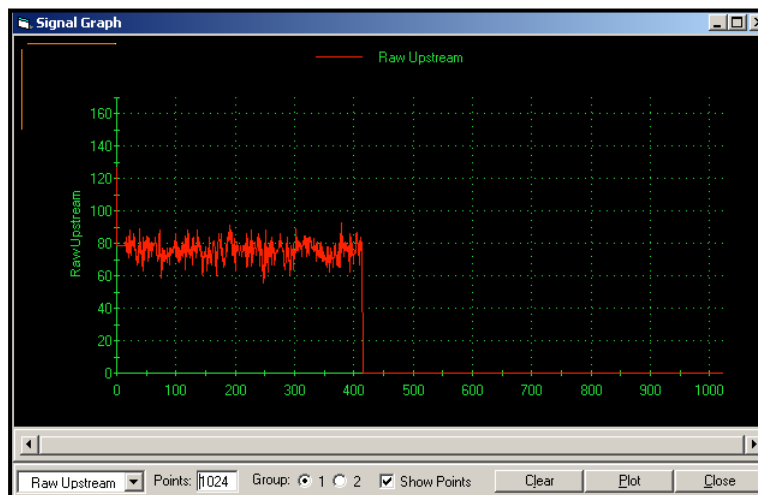 Signal Graph
Raw Upstream
160
140
120
100
80
60
40
20
0
Raw Upstream
0 100 200 300 400 500 600 700 800 900 1000
Raw Upstream Points: 1024 Group: 1 2 Show Points Clear Plot Close